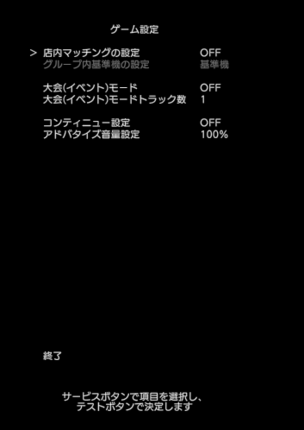 ゲーム設定
> 店内マッチングの設定 OFF
グループ内基準機の設定 基準機
大会(イベント)モード OFF
大会(イベント)モードトラック数 1
コンティニュー設定 OFF
アドバタイズ音量設定 100%
終了
サービスボタンで項目を選択し、
テストボタンで決定します